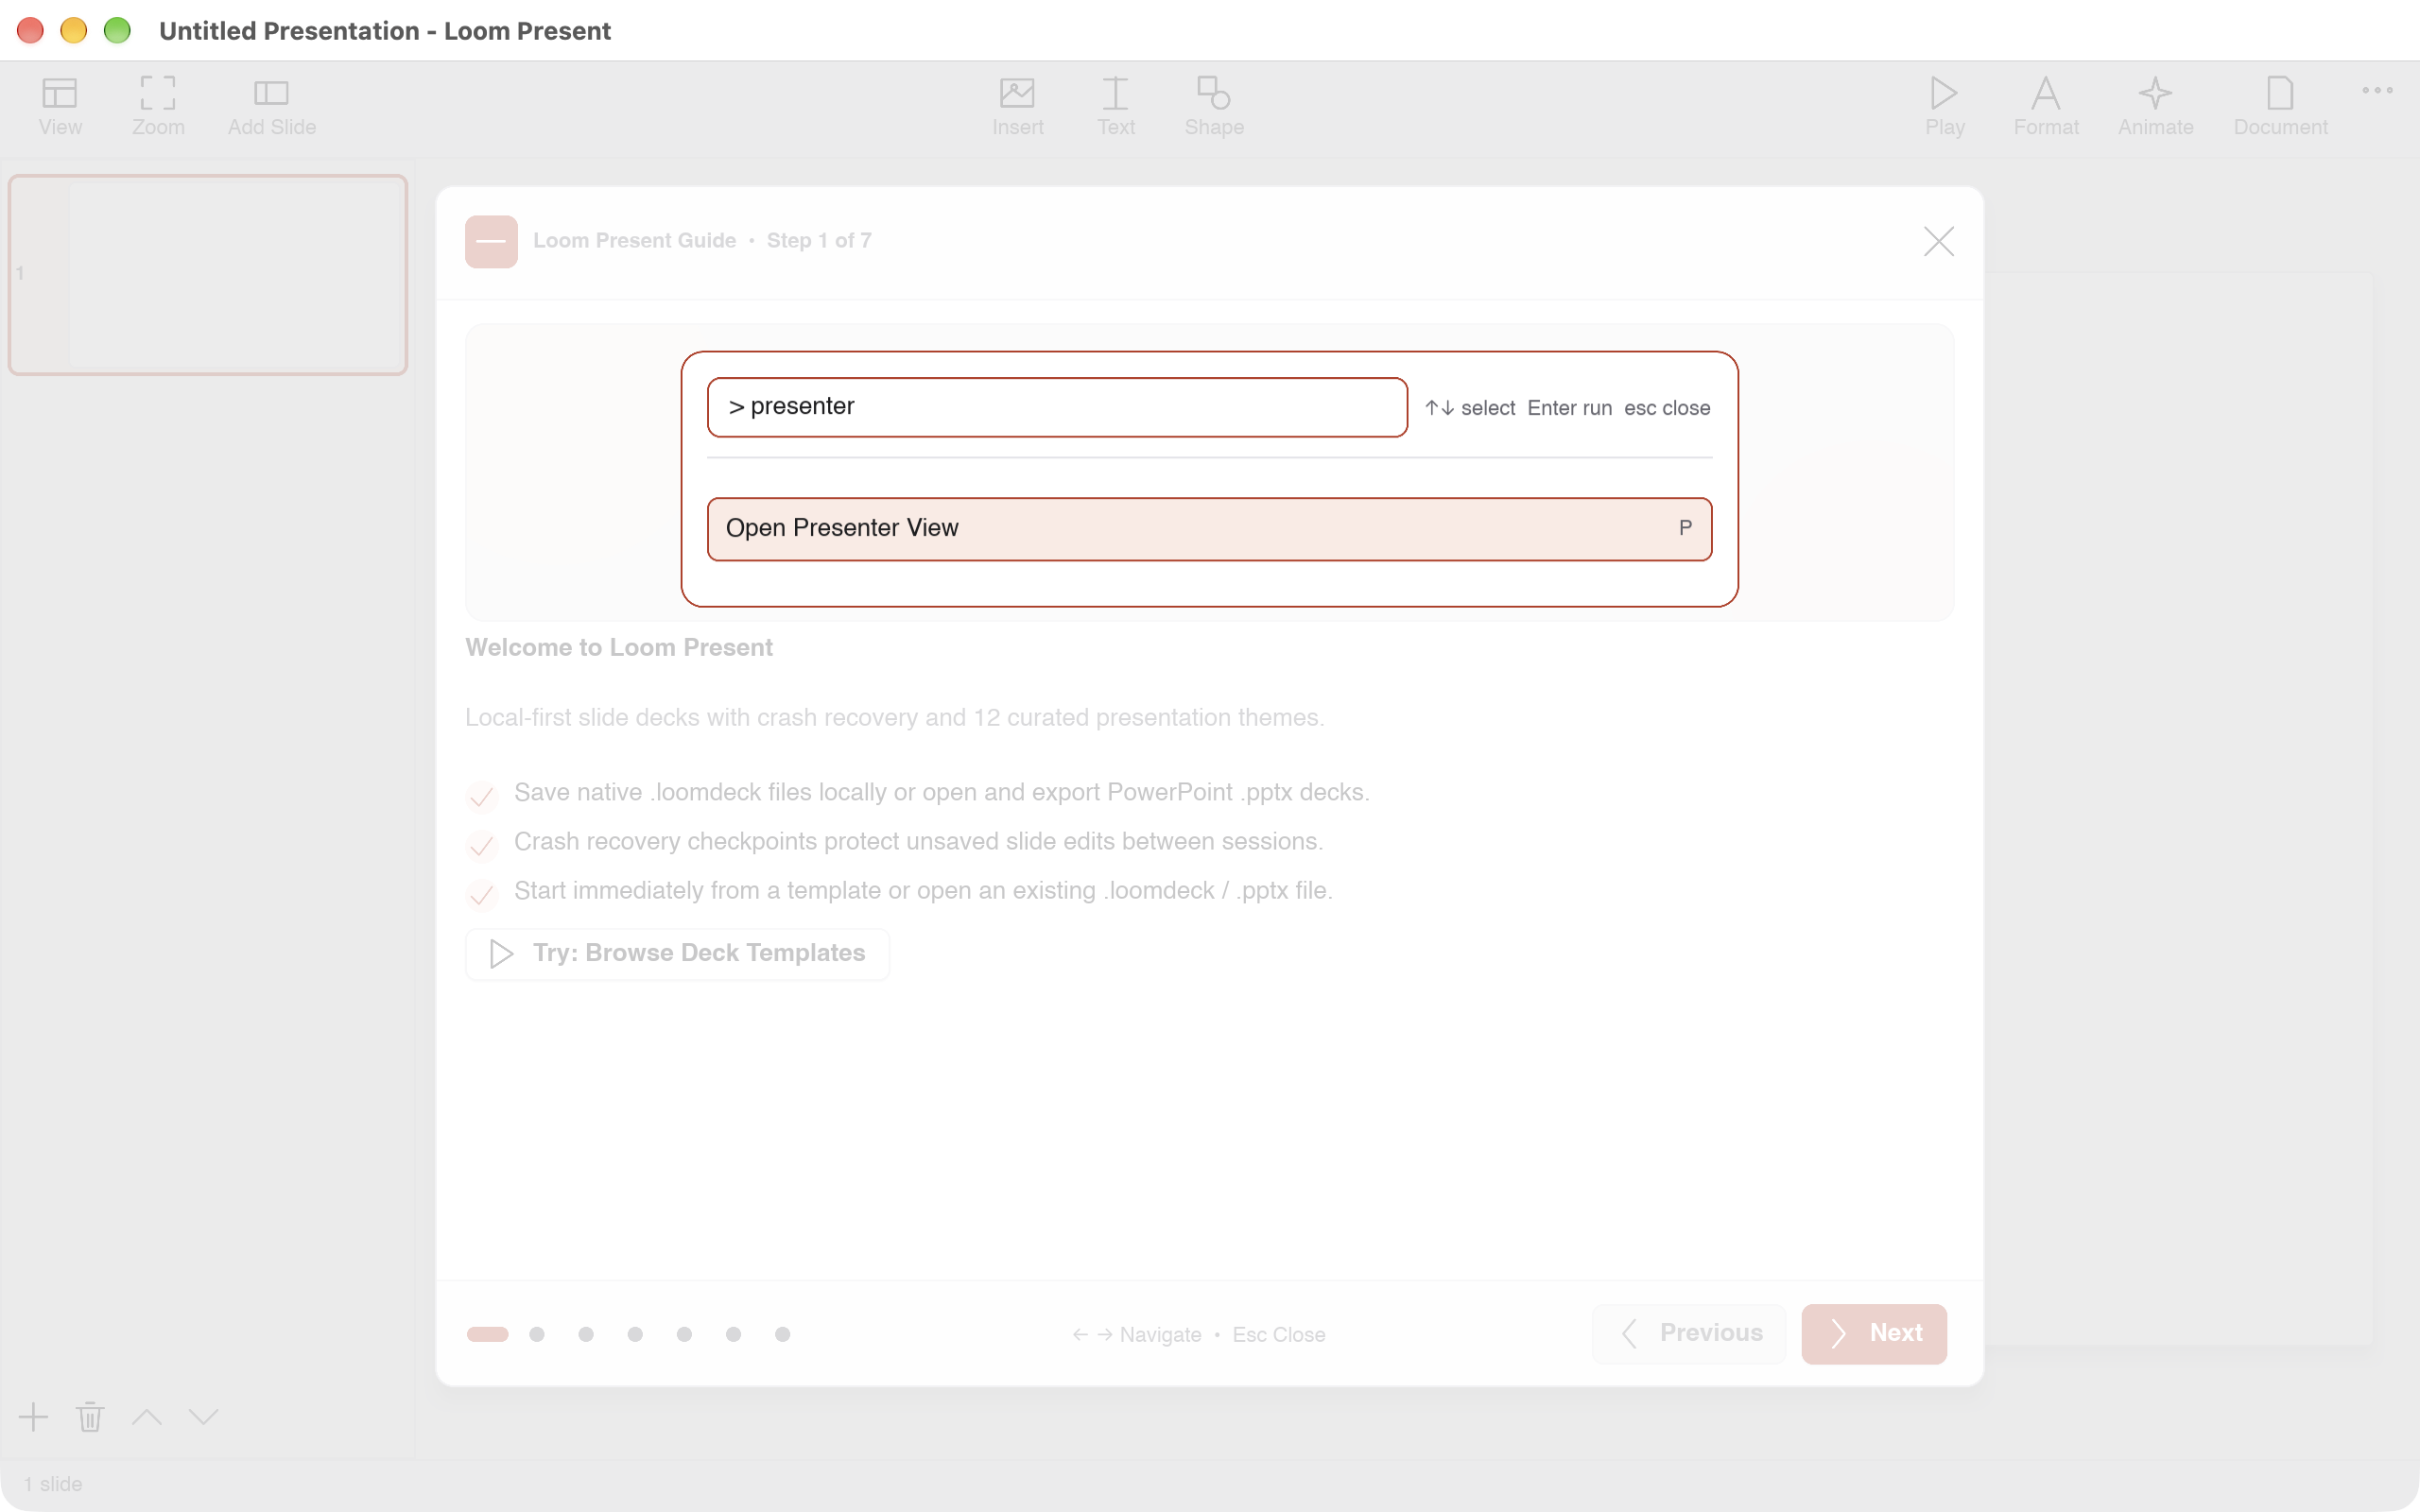 Untitled Presentation - Loom Present
View Zoom Add Slide Insert Text Shape Play Format Animate Document
1
Loom Present Guide • Step 1 of 7
> presenter ↑↓ select Enter run esc close
Open Presenter View P
Welcome to Loom Present
Local-first slide decks with crash recovery and 12 curated presentation themes.
Save native .loomdeck files locally or open and export PowerPoint .pptx decks.
Crash recovery checkpoints protect unsaved slide edits between sessions.
Start immediately from a template or open an existing .loomdeck / .pptx file.
Try: Browse Deck Templates
← → Navigate • Esc Close Previous Next
1 slide